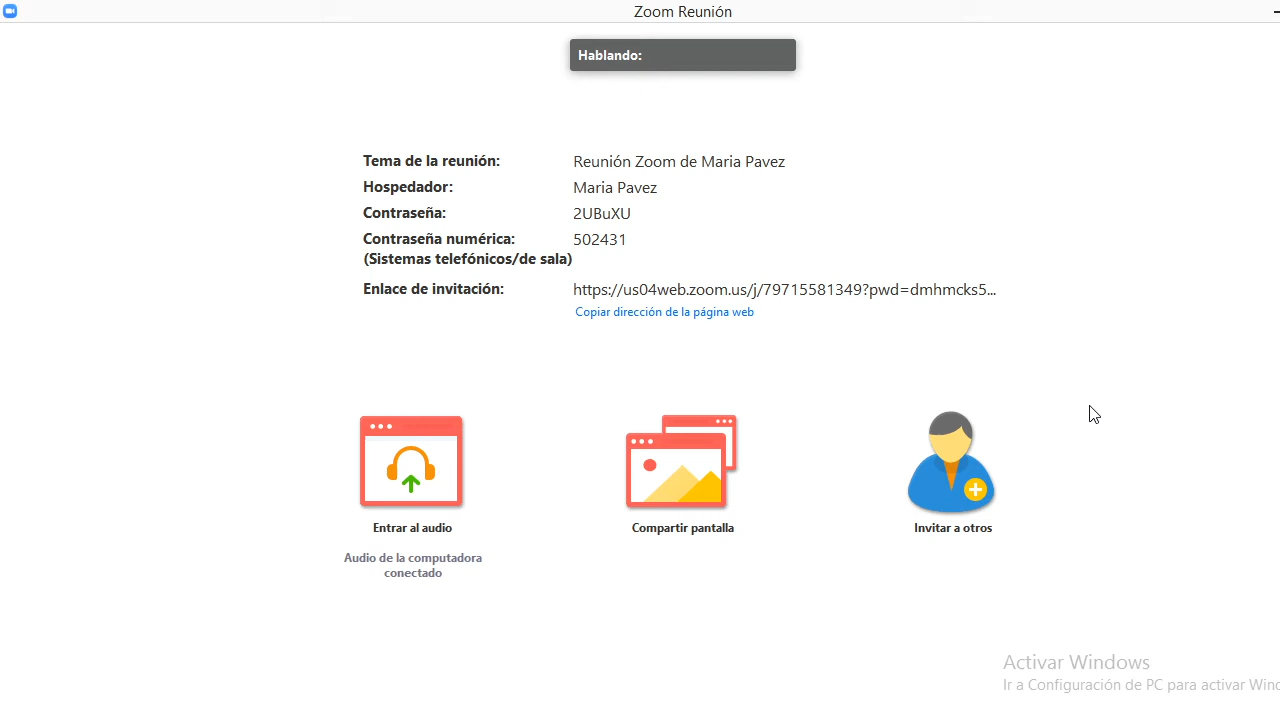 Zoom Reunión
Hablando:
Tema de la reunión: Reunión Zoom de Maria Pavez
Hospedador: Maria Pavez
Contraseña: 2UBuXU
Contraseña numérica: 502431
(Sistemas telefónicos/de sala)
Enlace de invitación: https://us04web.zoom.us/j/79715581349?pwd=dmhmcks5...
Copiar dirección de la página web
Entrar al audio
Compartir pantalla
Invitar a otros
Audio de la computadora
conectado
Activar Windows
Ir a Configuración de PC para activar Winc